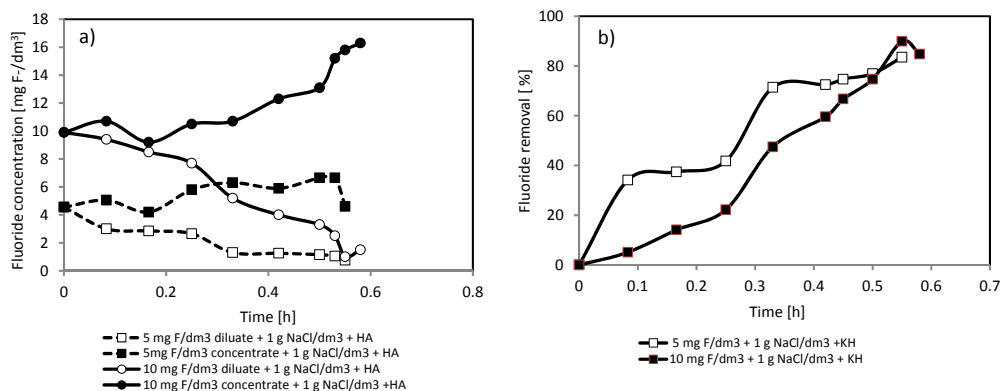 a)
Fluoride concentration [mg F-/dm³]
18
16
14
12
10
8
6
4
2
0
0 0.2 0.4 0.6 0.8
Time [h]
5 mg F/dm3 diluate + 1 g NaCl/dm3 + HA
5mg F/dm3 concentrate + 1 g NaCl/dm3 + HA
10 mg F/dm3 diluate + 1 g NaCl/dm3 + HA
10 mg F/dm3 concentrate + 1 g NaCl/dm3 +HA
b)
Fluoride removal [%]
100
80
60
40
20
0
0 0.1 0.2 0.3 0.4 0.5 0.6 0.7
Time [h]
5 mg F/dm3 + 1 g NaCl/dm3 +KH
10 mg F/dm3 + 1 g NaCl/dm3 + KH